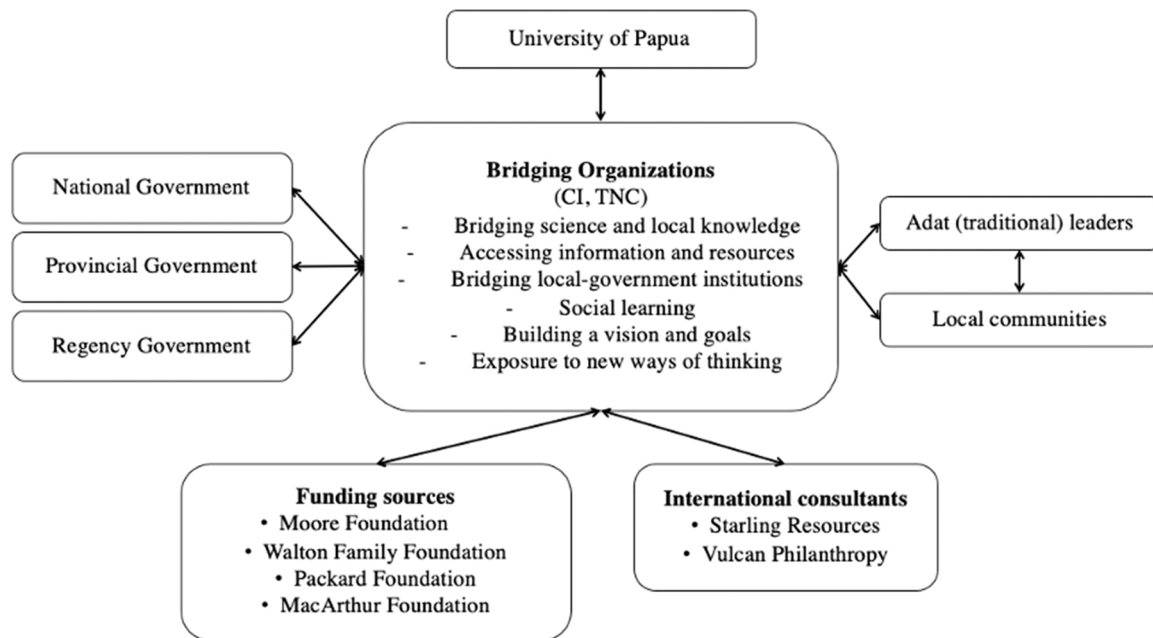 University of Papua
National Government
Provincial Government
Regency Government
Bridging Organizations
(CI, TNC)
- Bridging science and local knowledge
- Accessing information and resources
- Bridging local-government institutions
- Social learning
- Building a vision and goals
- Exposure to new ways of thinking
Adat (traditional) leaders
Local communities
Funding sources
• Moore Foundation
• Walton Family Foundation
• Packard Foundation
• MacArthur Foundation
International consultants
• Starling Resources
• Vulcan Philanthropy